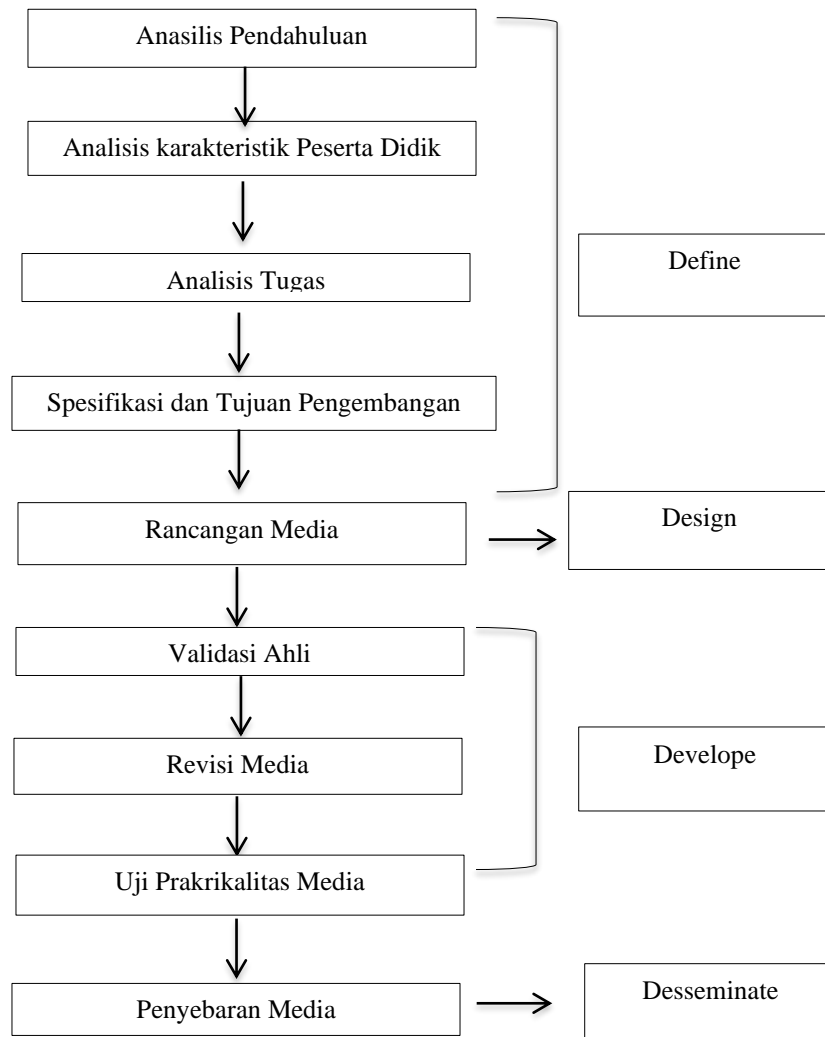 Anasilis Pendahuluan
Analisis karakteristik Peserta Didik
Analisis Tugas
Define
Spesifikasi dan Tujuan Pengembangan
Rancangan Media
Design
Validasi Ahli
Revisi Media
Develope
Uji Prakrikalitas Media
Penyebaran Media
Desseminate